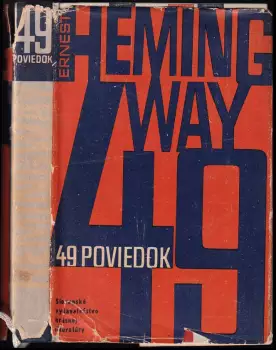 49
POVIEDOK
ERNEST
HEMING
WAY
49
49 POVIEDOK
Slovenské
vydavateľstvo
krásnej
literatúry